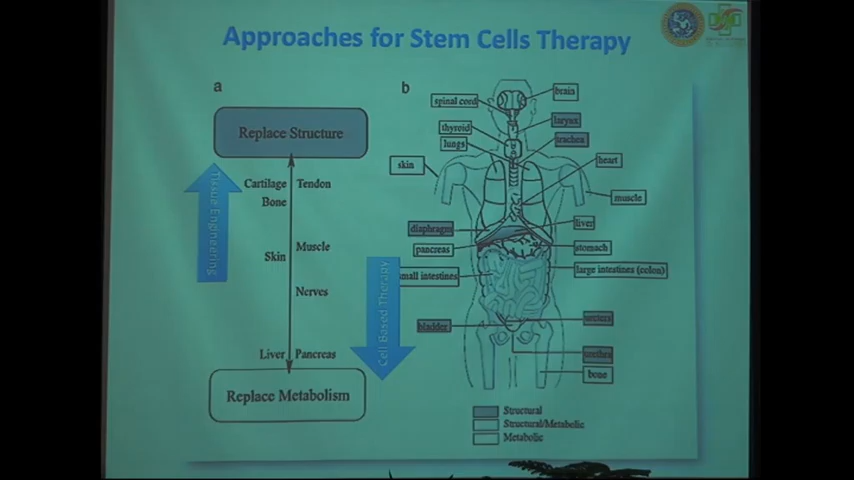 Approaches for Stem Cells Therapy
a
Replace Structure
Tissue Engineering
Cartilage
Tendon
Bone
Skin
Muscle
Nerves
Liver
Pancreas
Cell Based Therapy
Replace Metabolism
b
spinal cord
brain
thyroid
larynx
lungs
trachea
skin
heart
muscle
diaphragm
liver
pancreas
stomach
small intestines
large intestines (colon)
bladder
ureters
urethra
bone
Structural
Structural/Metabolic
Metabolic